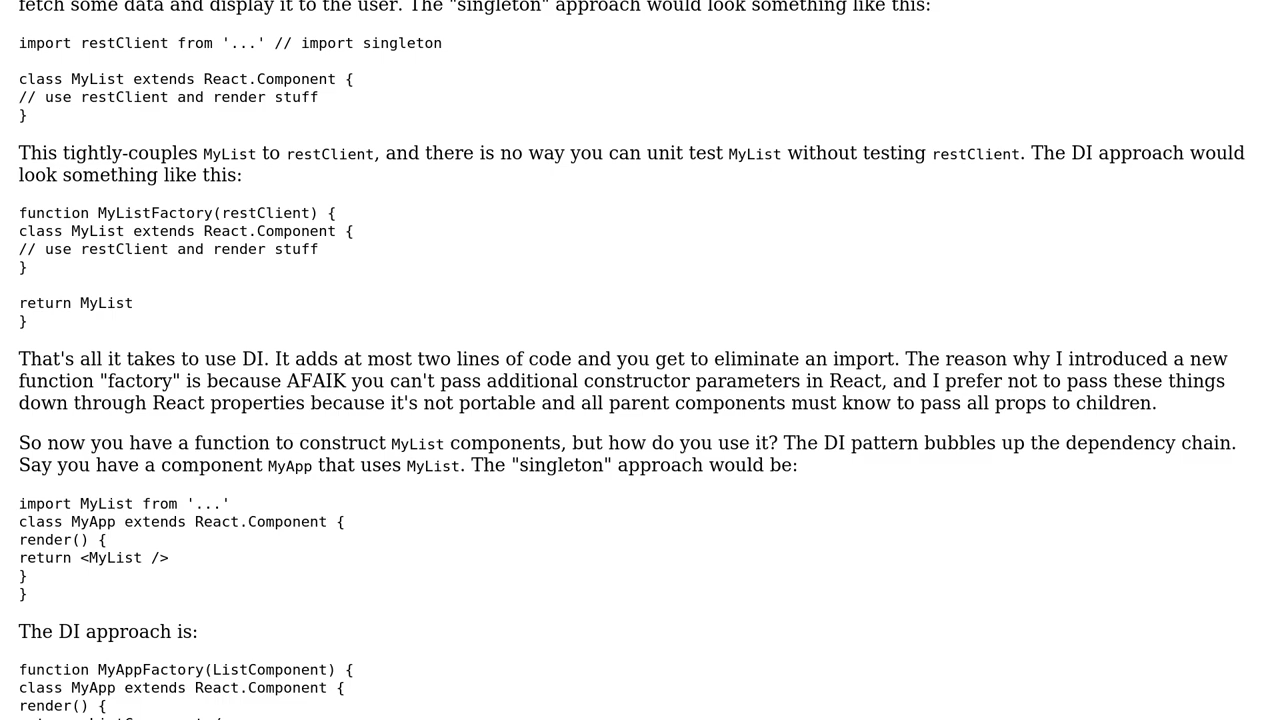 fetch some data and display it to the user. The "singleton" approach would look something like this:
import restClient from '...' // import singleton
class MyList extends React.Component {
// use restClient and render stuff
}
This tightly-couples MyList to restClient, and there is no way you can unit test MyList without testing restClient. The DI approach would
look something like this:
function MyListFactory(restClient) {
class MyList extends React.Component {
// use restClient and render stuff
}
return MyList
}
That's all it takes to use DI. It adds at most two lines of code and you get to eliminate an import. The reason why I introduced a new
function "factory" is because AFAIK you can't pass additional constructor parameters in React, and I prefer not to pass these things
down through React properties because it's not portable and all parent components must know to pass all props to children.
So now you have a function to construct MyList components, but how do you use it? The DI pattern bubbles up the dependency chain.
Say you have a component MyApp that uses MyList. The "singleton" approach would be:
import MyList from '...'
class MyApp extends React.Component {
render() {
return <MyList />
}
}
The DI approach is:
function MyAppFactory(ListComponent) {
class MyApp extends React.Component {
render() {